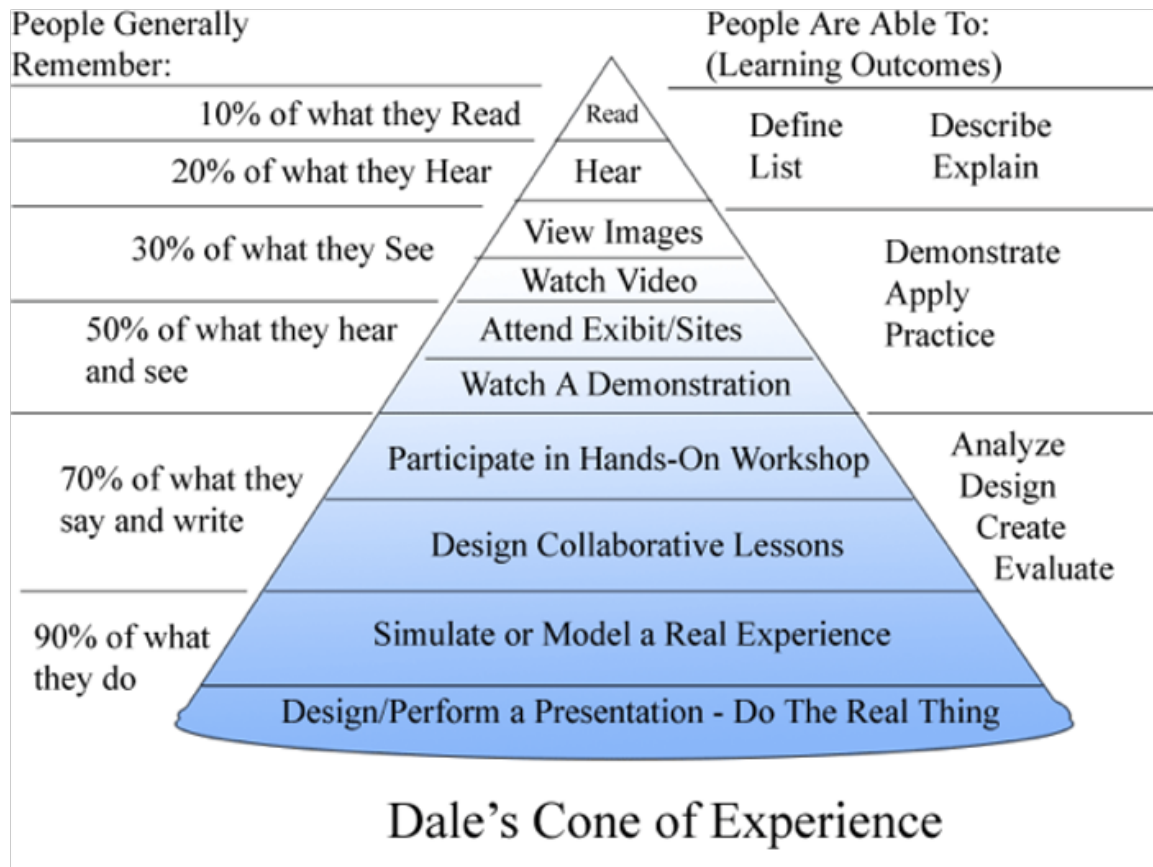 People Generally
Remember:
10% of what they Read
20% of what they Hear
30% of what they See
50% of what they hear
and see
70% of what they
say and write
90% of what
they do
Read
Hear
View Images
Watch Video
Attend Exibit/Sites
Watch A Demonstration
Participate in Hands-On Workshop
Design Collaborative Lessons
Simulate or Model a Real Experience
Design/Perform a Presentation - Do The Real Thing
People Are Able To:
(Learning Outcomes)
Define Describe
List Explain
Demonstrate
Apply
Practice
Analyze
Design
Create
Evaluate
Dale's Cone of Experience